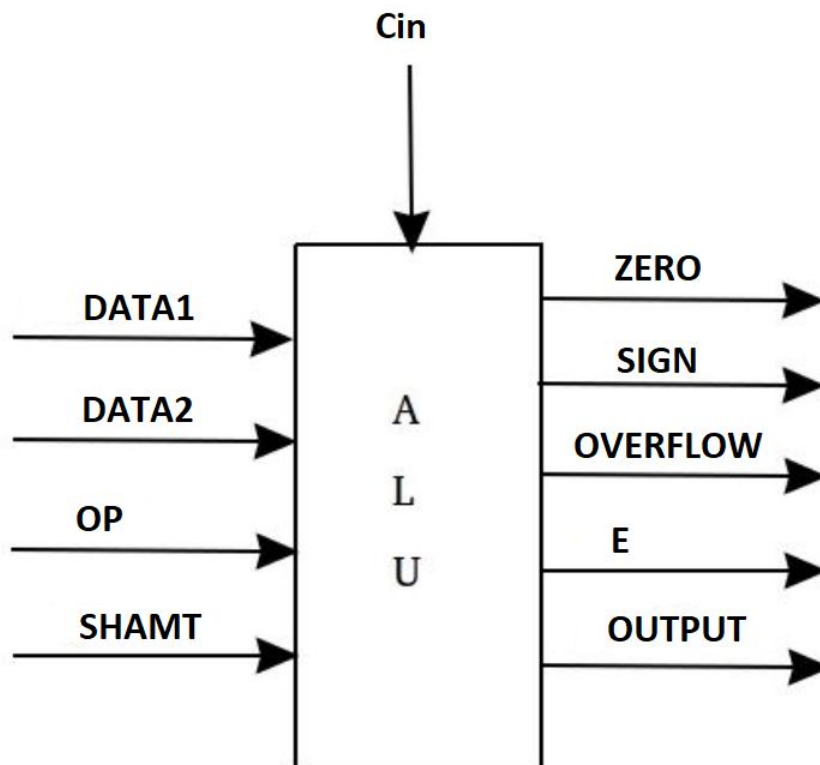 Cin
DATA1
DATA2
OP
SHAMT
A
L
U
ZERO
SIGN
OVERFLOW
E
OUTPUT